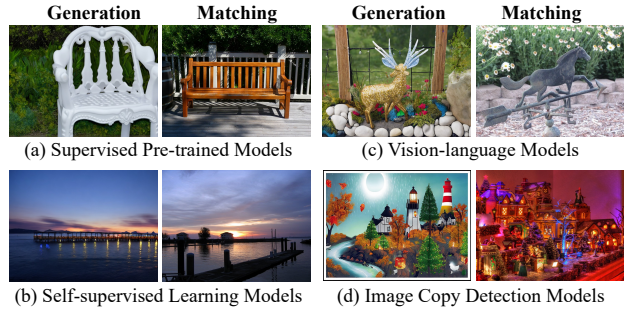 Generation Matching Generation Matching
(a) Supervised Pre-trained Models
(c) Vision-language Models
(b) Self-supervised Learning Models
(d) Image Copy Detection Models